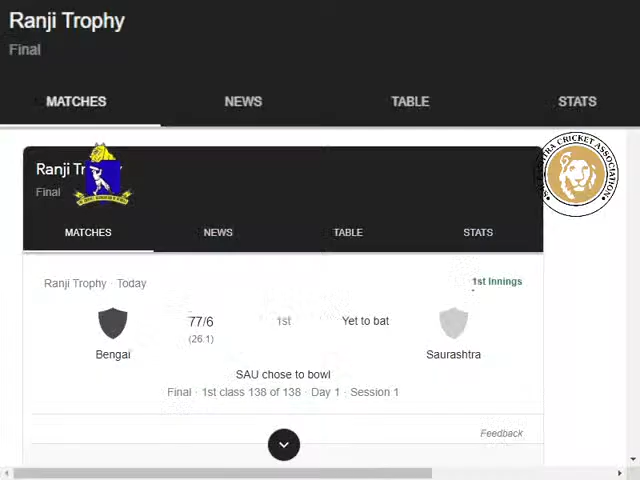 Ranji Trophy
Final
MATCHES NEWS TABLE STATS
CRICKET ASSOCIATION
Ranji
Final
MATCHES NEWS TABLE STATS
Ranji Trophy · Today
1st Innings
77/6 1st Yet to bat
(26.1)
Bengal Saurashtra
SAU chose to bowl
Final · 1st class 138 of 138 · Day 1 · Session 1
Feedback